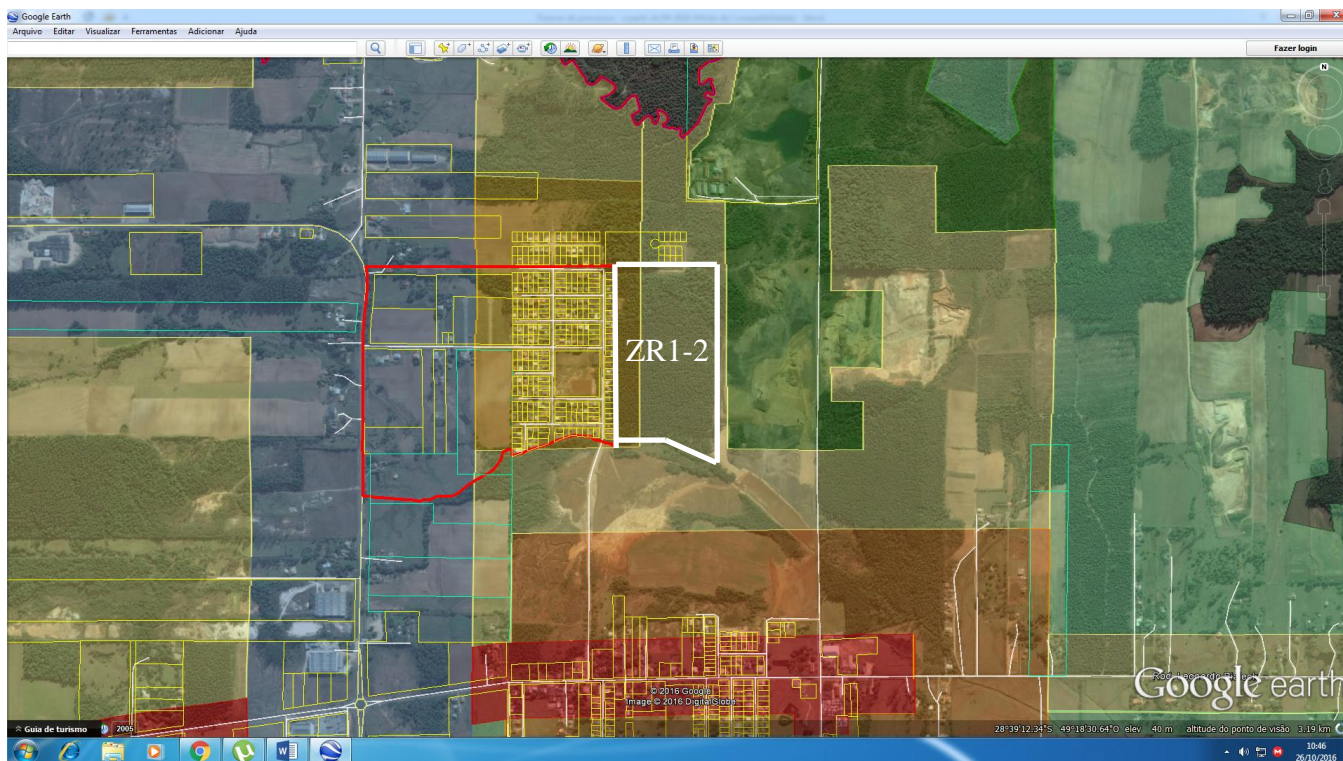 Google Earth
Arquivo Editar Visualizar Ferramentas Adicionar Ajuda
Fazer login
N
ZR1-2
© 2016 Google
Image © 2016 DigitalGlobe
Google earth
Guia de turismo
2005
28°39'12.34"S 49°18'30.64"O elev 40 m altitude do ponto de visão 3.19 km
10:46
26/10/2016